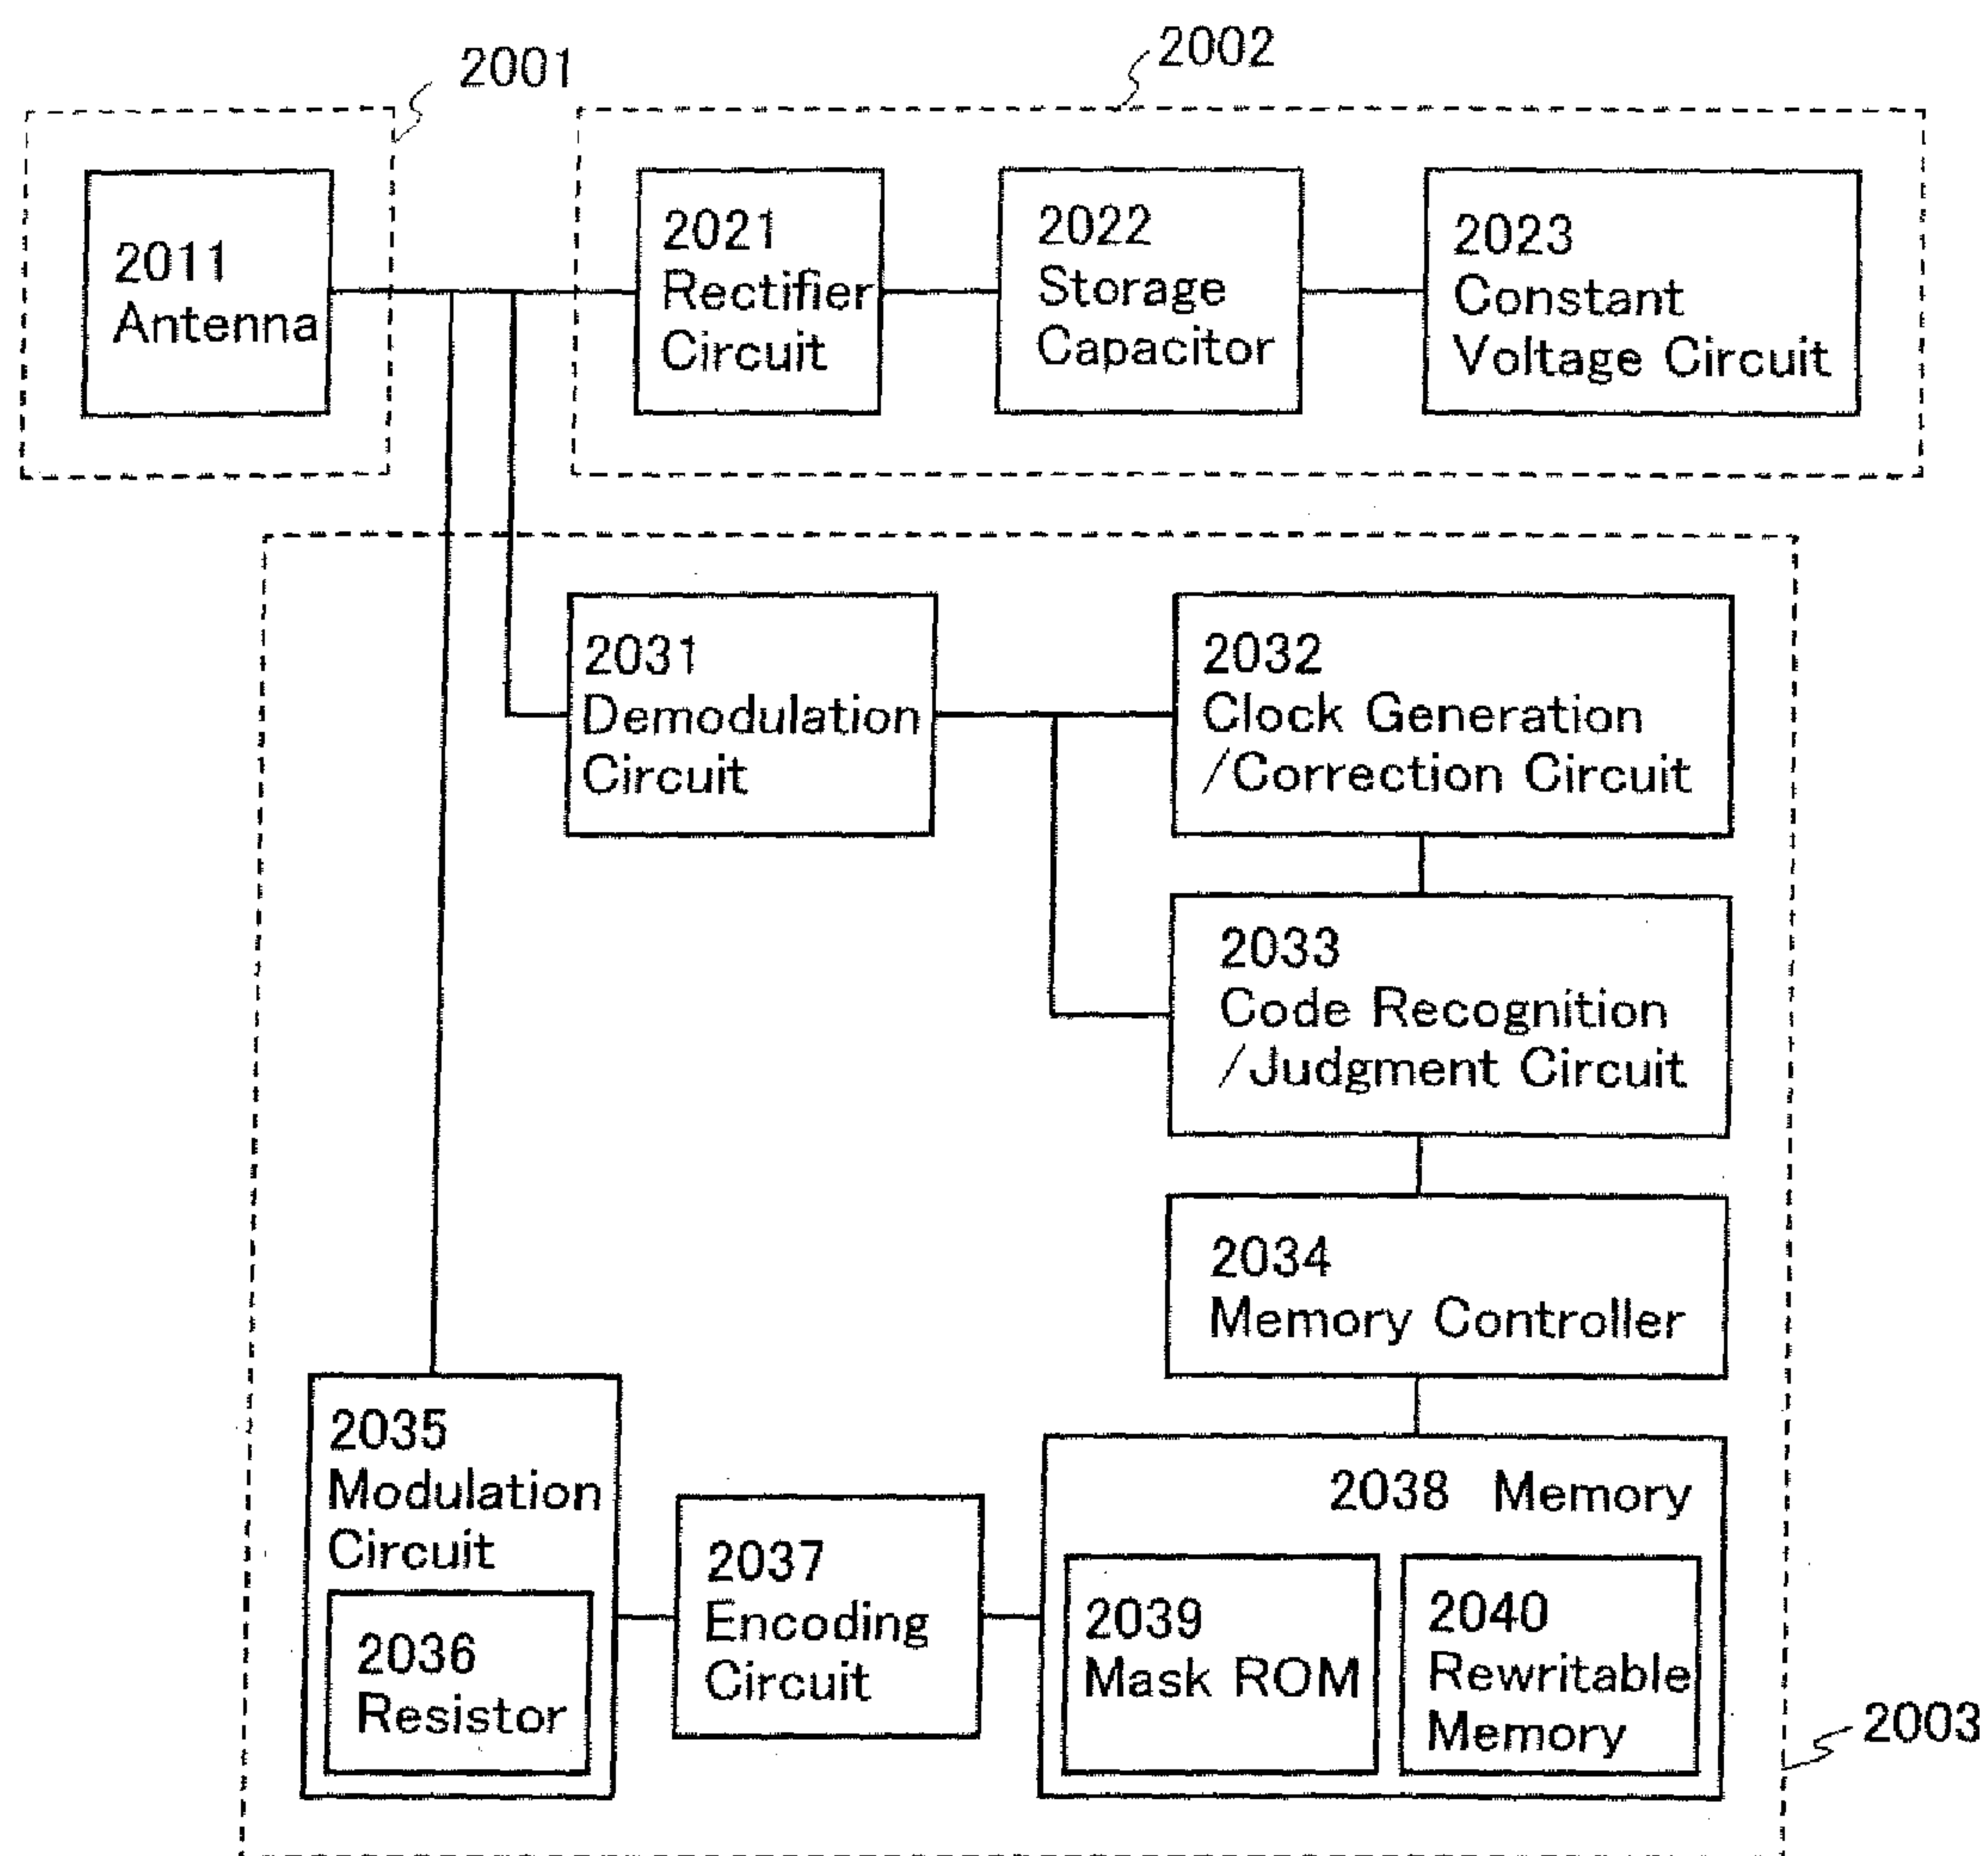 2001
2002
2011
Antenna
2021
Rectifier
Circuit
2022
Storage
Capacitor
2023
Constant
Voltage Circuit
2031
Demodulation
Circuit
2032
Clock Generation
/Correction Circuit
2033
Code Recognition
/Judgment Circuit
2034
Memory Controller
2035
Modulation
Circuit
2036
Resistor
2037
Encoding
Circuit
2038 Memory
2039
Mask ROM
2040
Rewritable
Memory
2003